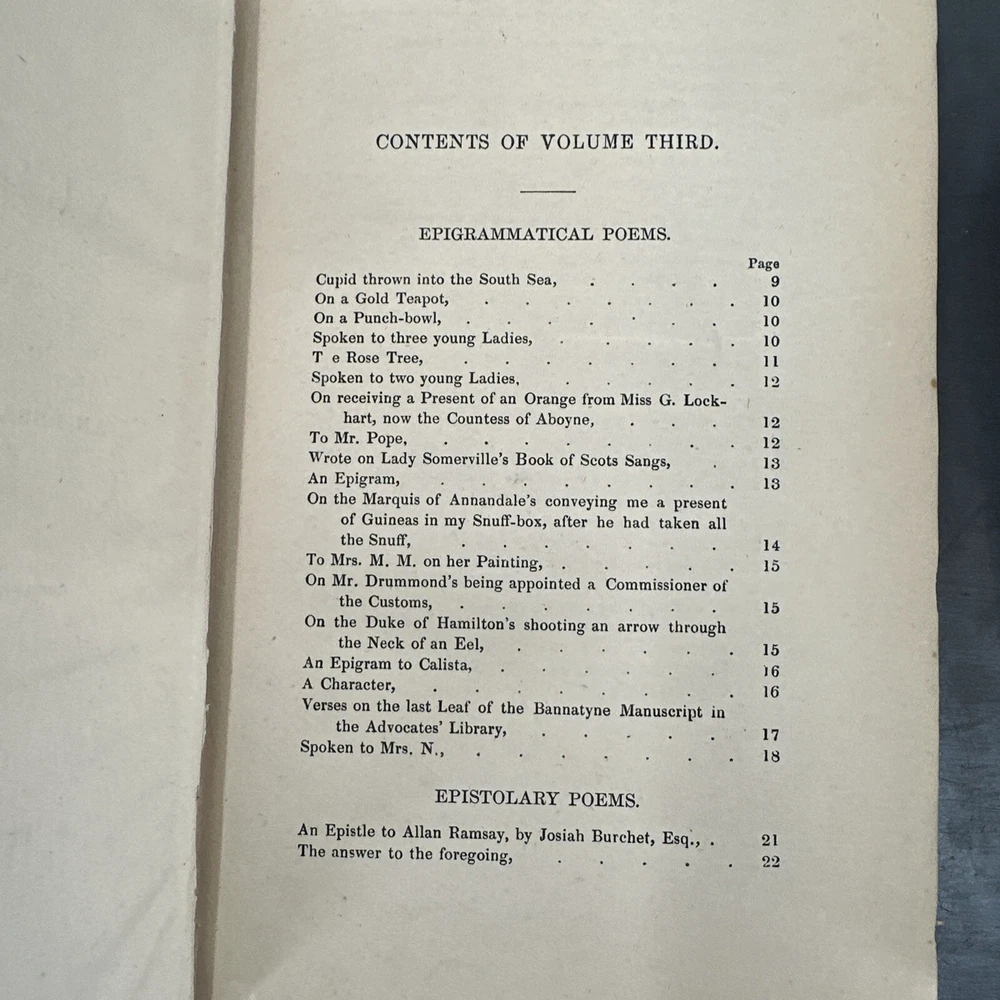 CONTENTS OF VOLUME THIRD.
EPIGRAMMATICAL POEMS.
Page
Cupid thrown into the South Sea, . . . . 9
On a Gold Teapot, . . . . . . . 10
On a Punch-bowl, . . . . . . . 10
Spoken to three young Ladies, . . . . . 10
T e Rose Tree, . . . . . . . 11
Spoken to two young Ladies, . . . . . 12
On receiving a Present of an Orange from Miss G. Lock-
hart, now the Countess of Aboyne, . . . 12
To Mr. Pope, . . . . . . . . 12
Wrote on Lady Somerville's Book of Scots Sangs, . 13
An Epigram, . . . . . . . . 13
On the Marquis of Annandale's conveying me a present
of Guineas in my Snuff-box, after he had taken all
the Snuff, . . . . . . . 14
To Mrs. M. M. on her Painting, . . . . . 15
On Mr. Drummond's being appointed a Commissioner of
the Customs, . . . . . . . 15
On the Duke of Hamilton's shooting an arrow through
the Neck of an Eel, . . . . . . 15
An Epigram to Calista, . . . . . . 16
A Character, . . . . . . . . 16
Verses on the last Leaf of the Bannatyne Manuscript in
the Advocates' Library, . . . . . 17
Spoken to Mrs. N., . . . . . . . 18
EPISTOLARY POEMS.
An Epistle to Allan Ramsay, by Josiah Burchet, Esq., . 21
The answer to the foregoing, . . . . . 22